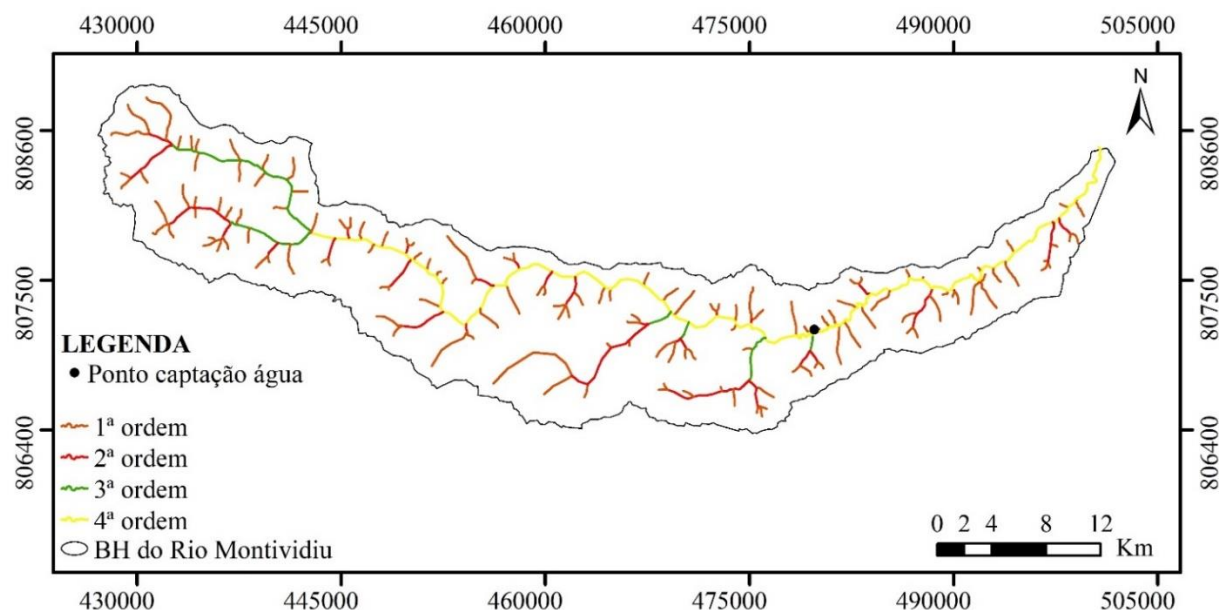 430000 445000 460000 475000 490000 505000
N
808600 808600
807500 807500
806400 806400
LEGENDA
Ponto captação água
1ª ordem
2ª ordem
3ª ordem
4ª ordem
BH do Rio Montividiu
0 2 4 8 12
Km
430000 445000 460000 475000 490000 505000